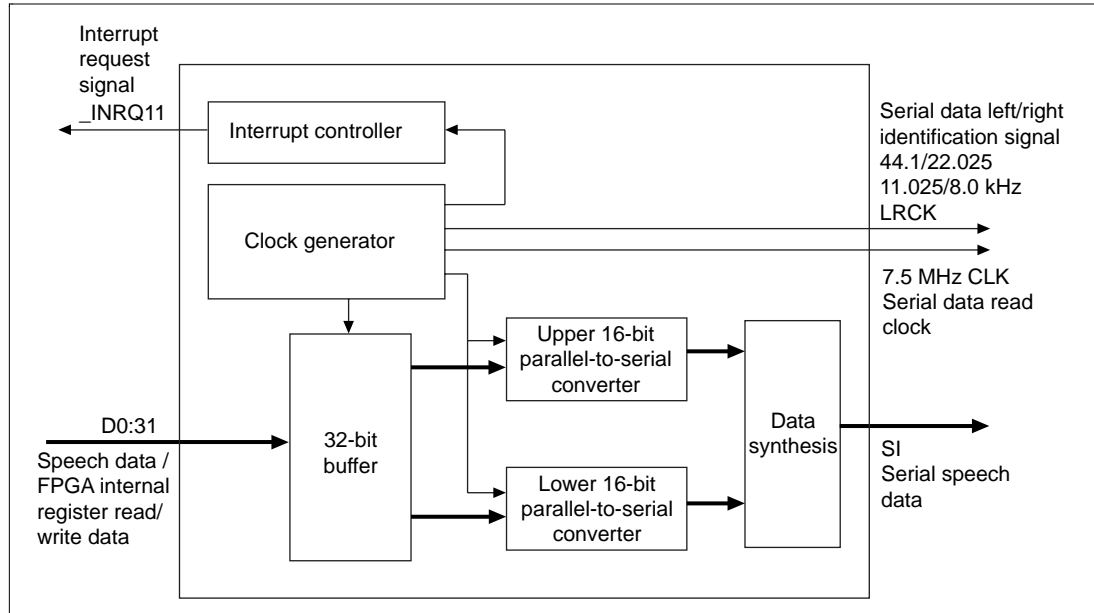 Interrupt
request
signal
_INRQ11
Interrupt controller
Serial data left/right
identification signal
44.1/22.025
11.025/8.0 kHz
LRCK
Clock generator
7.5 MHz CLK
Serial data read
clock
Upper 16-bit
parallel-to-serial
converter
D0:31
Speech data /
FPGA internal
register read/
write data
32-bit
buffer
Data
synthesis
SI
Serial speech
data
Lower 16-bit
parallel-to-serial
converter